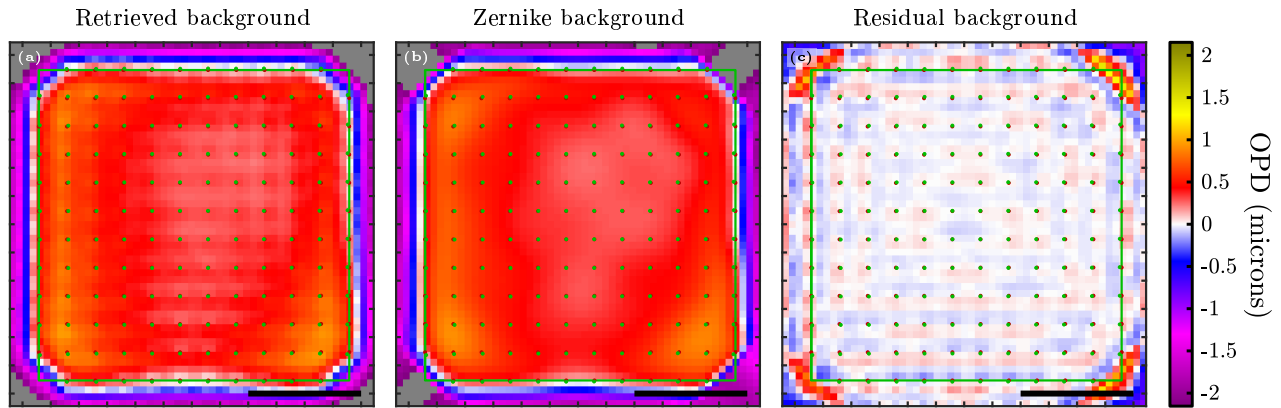 Retrieved background
Zernike background
Residual background
(a)
(b)
(c)
2
1.5
1
0.5
0
-0.5
-1
-1.5
-2
OPD (microns)